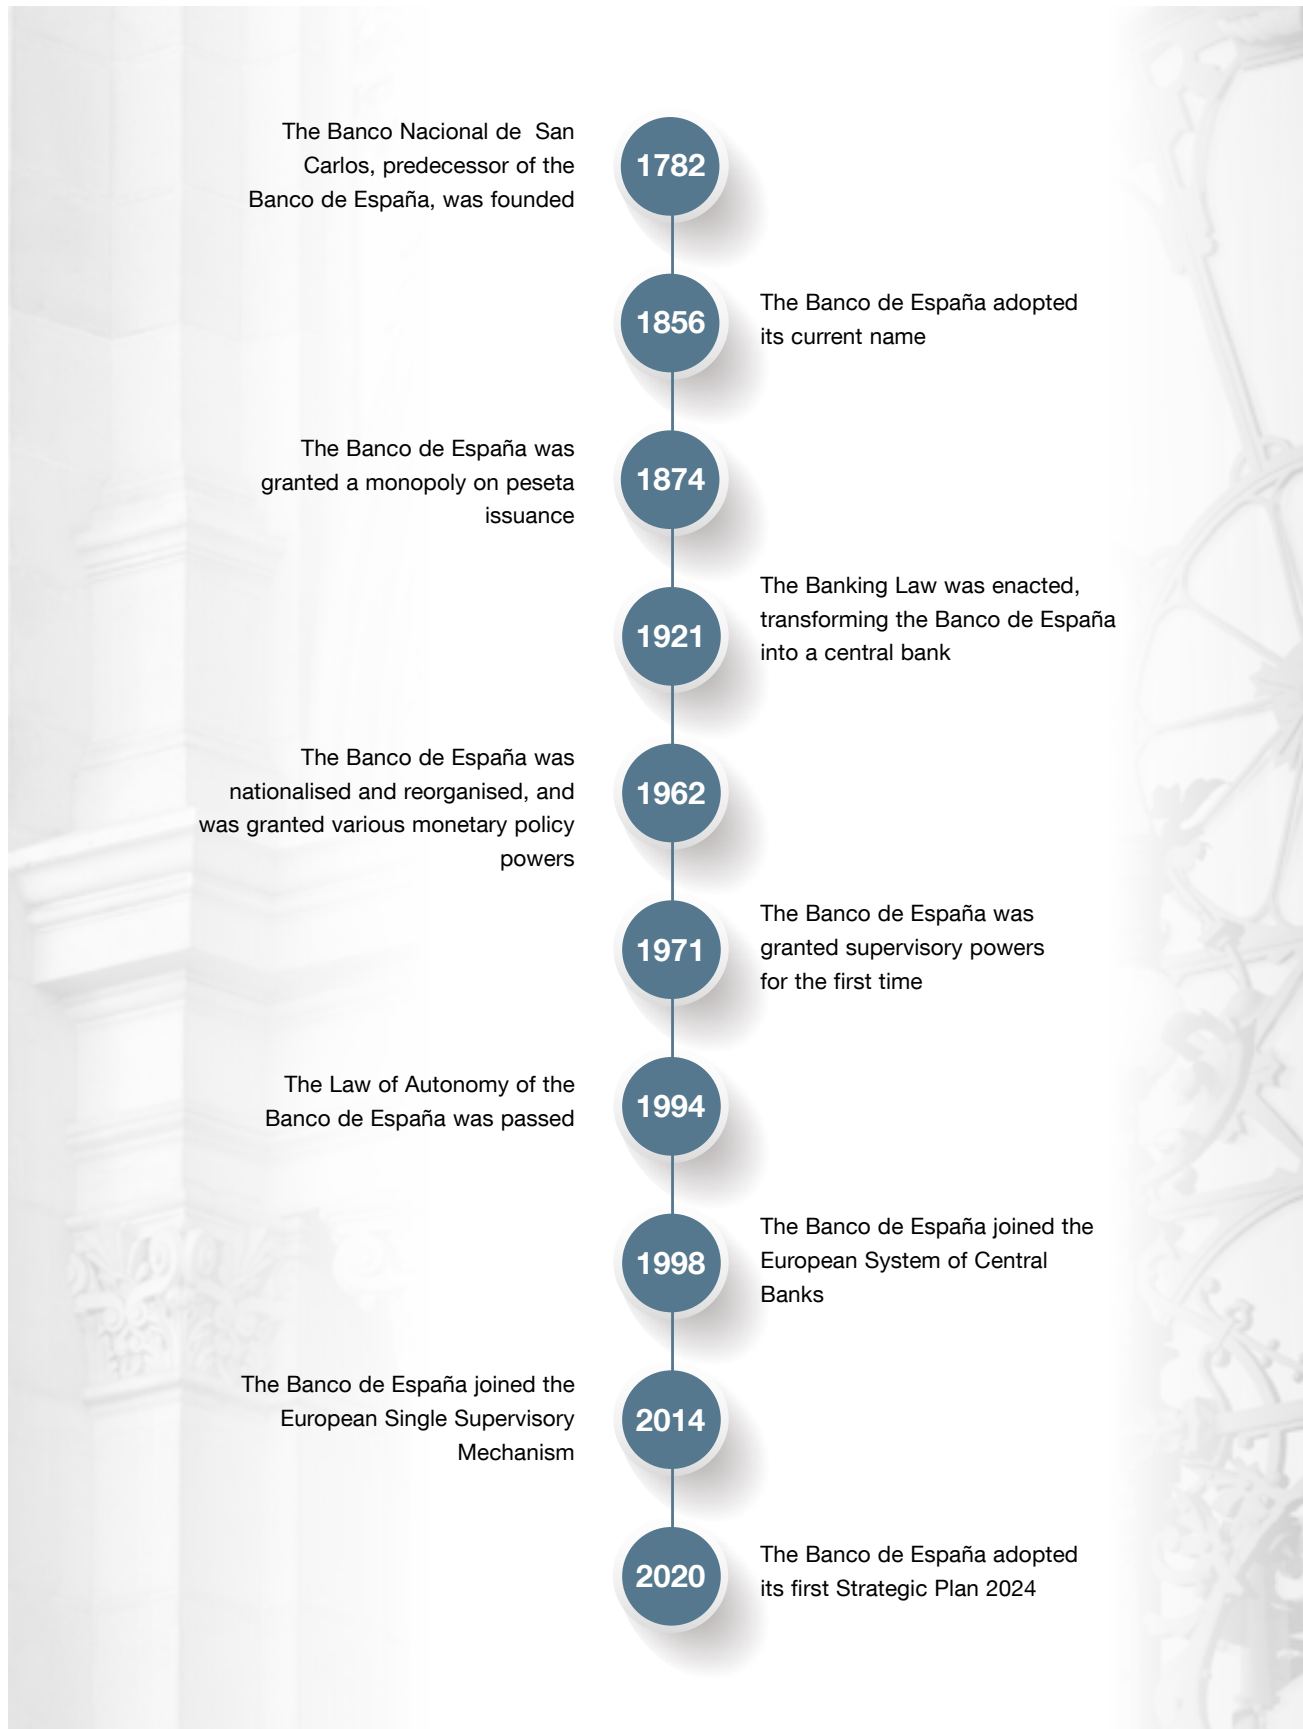 The Banco Nacional de San
Carlos, predecessor of the
Banco de España, was founded
1782
1856
The Banco de España adopted
its current name
The Banco de España was
granted a monopoly on peseta
issuance
1874
1921
The Banking Law was enacted,
transforming the Banco de España
into a central bank
The Banco de España was
nationalised and reorganised, and
was granted various monetary policy
powers
1962
1971
The Banco de España was
granted supervisory powers
for the first time
The Law of Autonomy of the
Banco de España was passed
1994
1998
The Banco de España joined the
European System of Central
Banks
The Banco de España joined the
European Single Supervisory
Mechanism
2014
2020
The Banco de España adopted
its first Strategic Plan 2024